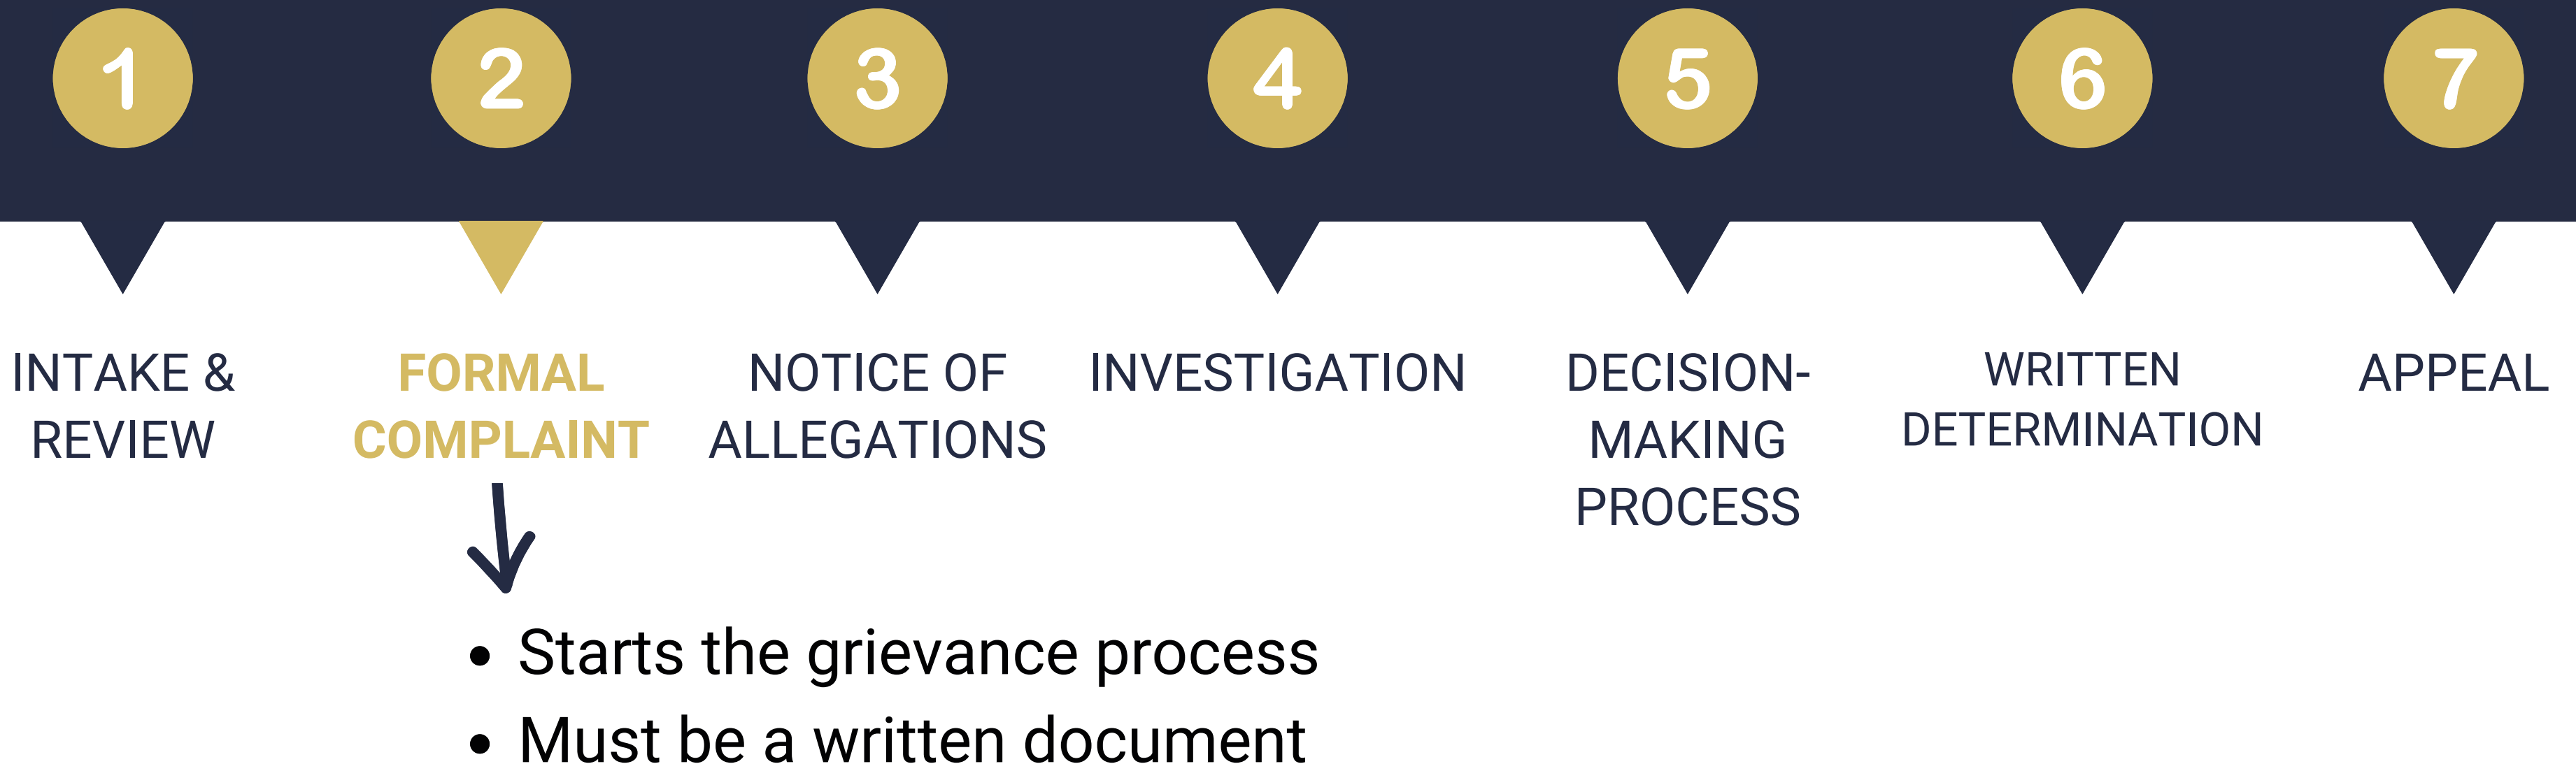 1
2
3
4
5
6
7
INTAKE &
REVIEW
FORMAL
COMPLAINT
NOTICE OF
ALLEGATIONS
INVESTIGATION
DECISION-
MAKING
PROCESS
WRITTEN
DETERMINATION
APPEAL
• Starts the grievance process
• Must be a written document